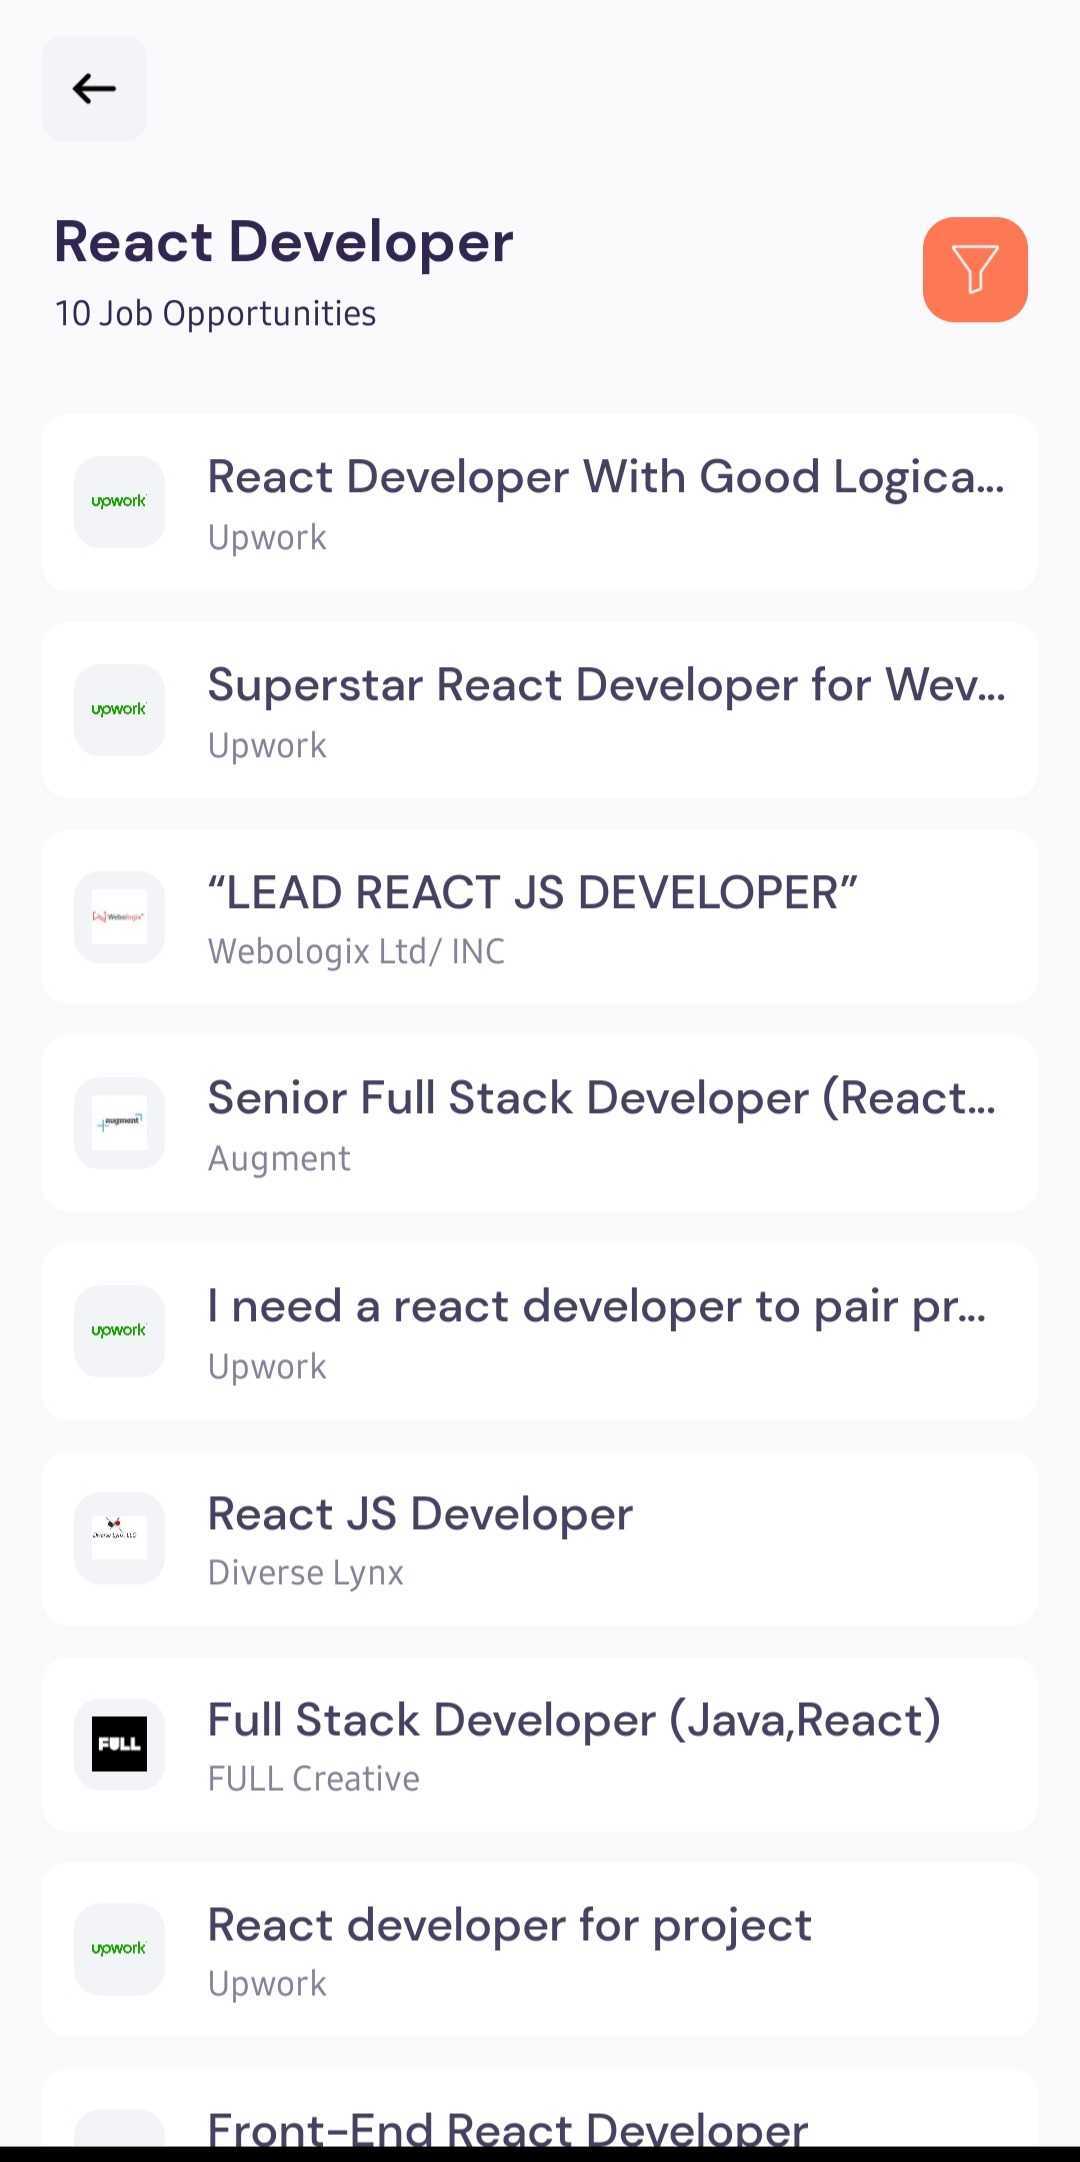 React Developer
10 Job Opportunities
React Developer With Good Logica...
upwork
Upwork
Superstar React Developer for Wev...
upwork
Upwork
“LEAD REACT JS DEVELOPER”
Webologix
Webologix Ltd/ INC
Senior Full Stack Developer (React...
augment
Augment
I need a react developer to pair pr...
upwork
Upwork
React JS Developer
Diverse Lynx
Full Stack Developer (Java,React)
FULL
FULL Creative
React developer for project
upwork
Upwork
Front-End React Developer